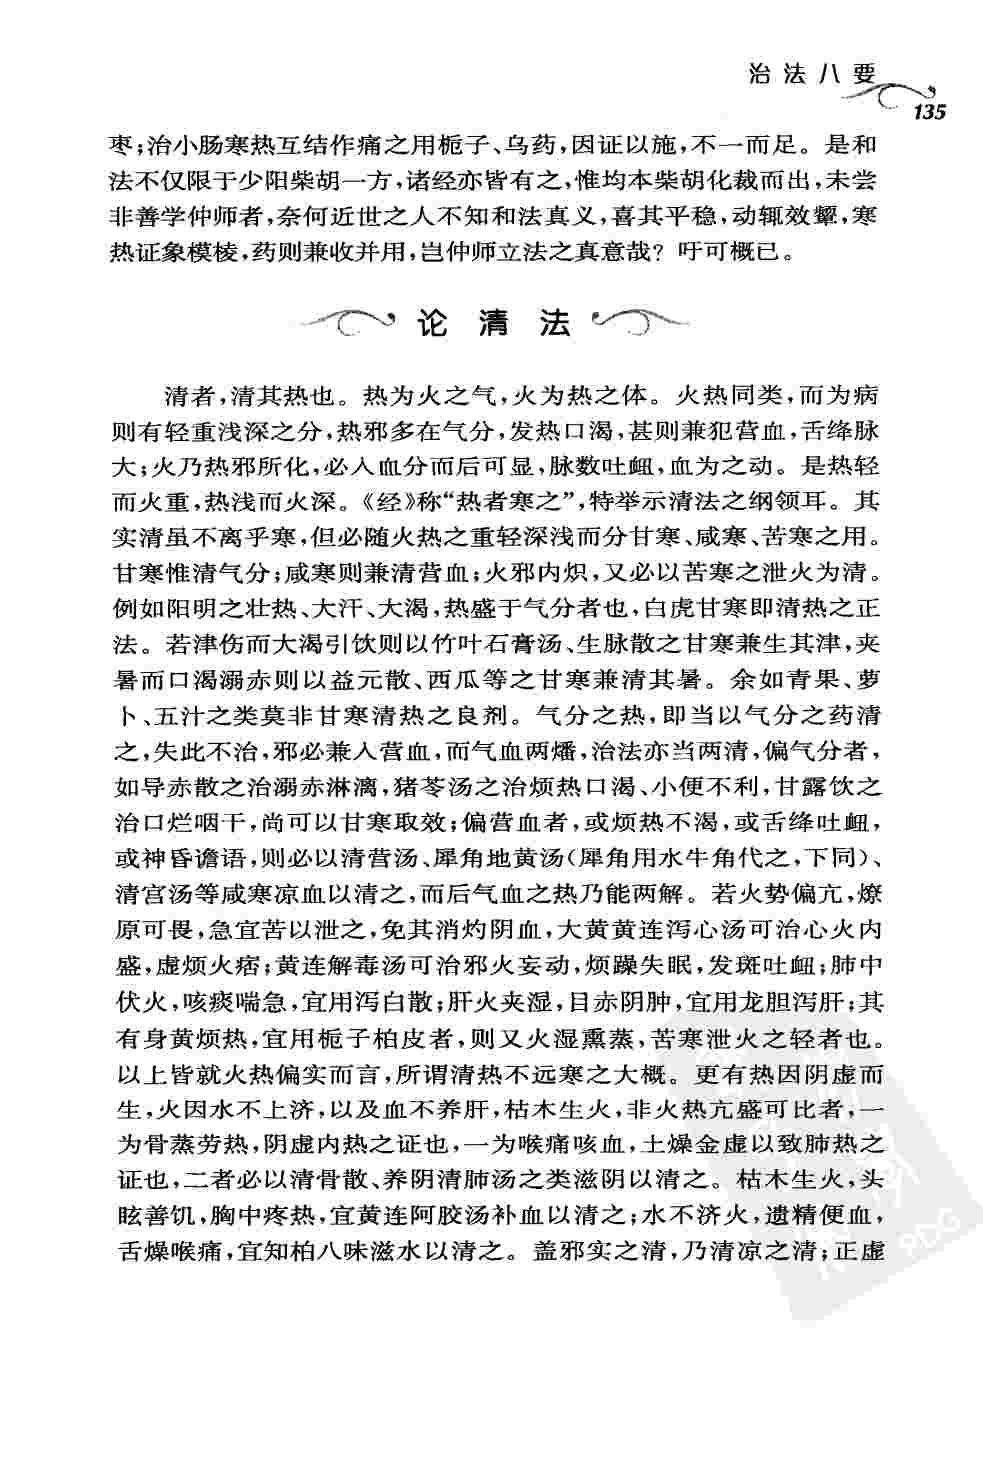 治法八要
135
枣;治小肠寒热互结作痛之用栀子、乌药,因证以施,不一而足。是和
法不仅限于少阳柴胡一方,诸经亦皆有之,惟均本柴胡化裁而出,未尝
非善学仲师者,奈何近世之人不知和法真义,喜其平稳,动辄效颦,寒
热证象模棱,药则兼收并用,岂仲师立法之真意哉?吁可概已。
论清法
清者,清其热也。热为火之气,火为热之体。火热同类,而为病
则有轻重浅深之分,热邪多在气分,发热口渴,甚则兼犯营血,舌绛脉
大;火乃热邪所化,必入血分而后可显,脉数吐衄,血为之动。是热轻
而火重,热浅而火深。《经》称“热者寒之”,特举示清法之纲领耳。其
实清虽不离乎寒,但必随火热之重轻深浅而分甘寒、咸寒、苦寒之用。
甘寒惟清气分;咸寒则兼清营血;火邪内炽,又必以苦寒之泄火为清。
例如阳明之壮热、大汗、大渴,热盛于气分者也,白虎甘寒即清热之正
法。若津伤而大渴引饮则以竹叶石膏汤、生脉散之甘寒兼生其津,夹
暑而口渴溺赤则以益元散、西瓜等之甘寒兼清其暑。余如青果、萝
卜、五汁之类莫非甘寒清热之良剂。气分之热,即当以气分之药清
之,失此不治,邪必兼入营血,而气血两燔,治法亦当两清,偏气分者,
如导赤散之治溺赤淋漓,猪苓汤之治烦热口渴、小便不利,甘露饮之
治口烂咽干,尚可以甘寒取效;偏营血者,或烦热不渴,或舌绛吐衄,
或神昏谵语,则必以清营汤、犀角地黄汤(犀角用水牛角代之,下同)、
清宫汤等咸寒凉血以清之,而后气血之热乃能两解。若火势偏亢,燎
原可畏,急宜苦以泄之,免其消灼阴血,大黄黄连泻心汤可治心火内
盛,虚烦火痞;黄连解毒汤可治邪火妄动,烦躁失眠,发斑吐衄;肺中
伏火,咳痰喘急,宜用泻白散;肝火夹湿,目赤阴肿,宜用龙胆泻肝;其
有身黄烦热,宜用栀子柏皮者,则又火湿熏蒸,苦寒泄火之轻者也。
以上皆就火热偏实而言,所谓清热不远寒之大概。更有热因阴虚而
生,火因水不上济,以及血不养肝,枯木生火,非火热亢盛可比者,一
为骨蒸劳热,阴虚内热之证也,一为喉痛咳血,土燥金虚以致肺热之
证也,二者必以清骨散、养阴清肺汤之类滋阴以清之。枯木生火,头
眩善饥,胸中疼热,宜黄连阿胶汤补血以清之;水不济火,遗精便血,
舌燥喉痛,宜知柏八味滋水以清之。盖邪实之清,乃清凉之清;正虚
PDG